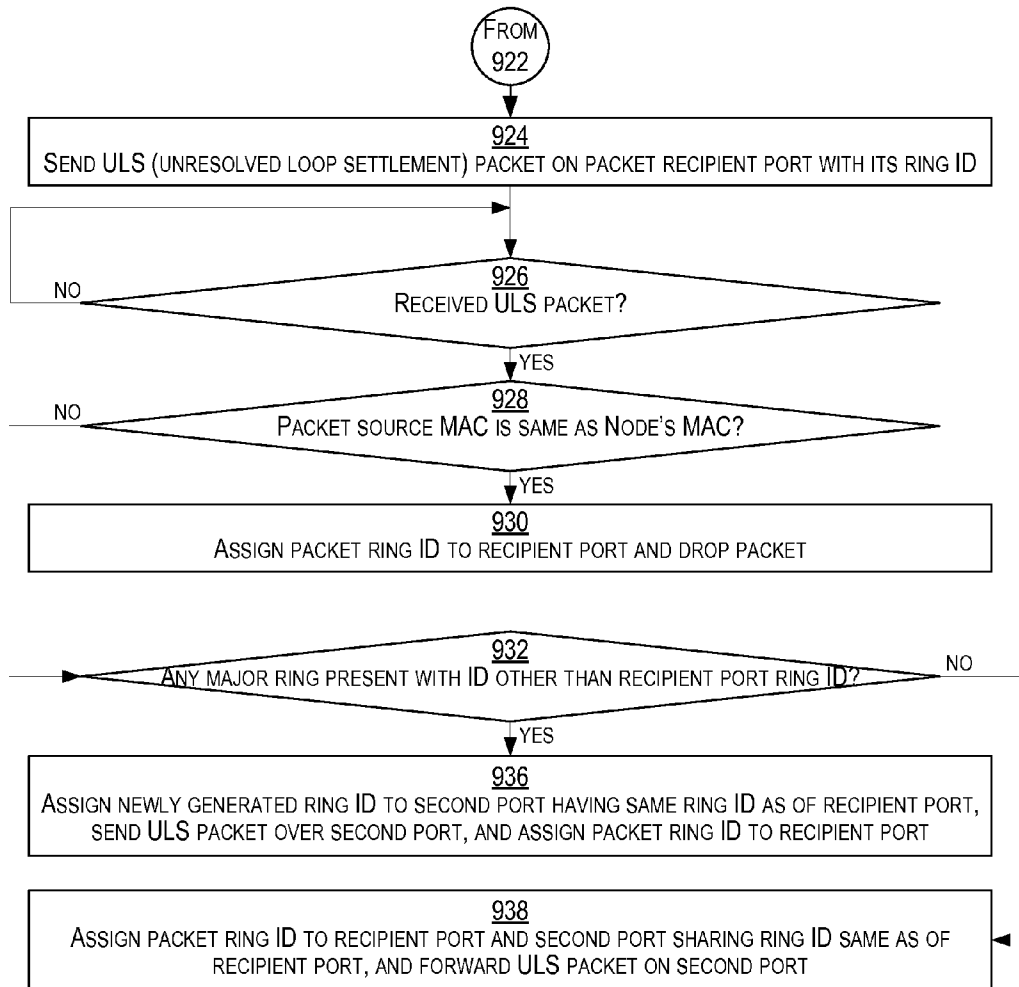 FROM
922
924
SEND ULS (UNRESOLVED LOOP SETTLEMENT) PACKET ON PACKET RECIPIENT PORT WITH ITS RING ID
926
RECEIVED ULS PACKET?
NO
YES
928
PACKET SOURCE MAC IS SAME AS NODE'S MAC?
NO
YES
930
ASSIGN PACKET RING ID TO RECIPIENT PORT AND DROP PACKET
932
ANY MAJOR RING PRESENT WITH ID OTHER THAN RECIPIENT PORT RING ID?
NO
YES
936
ASSIGN NEWLY GENERATED RING ID TO SECOND PORT HAVING SAME RING ID AS OF RECIPIENT PORT,
SEND ULS PACKET OVER SECOND PORT, AND ASSIGN PACKET RING ID TO RECIPIENT PORT
938
ASSIGN PACKET RING ID TO RECIPIENT PORT AND SECOND PORT SHARING RING ID SAME AS OF
RECIPIENT PORT, AND FORWARD ULS PACKET ON SECOND PORT